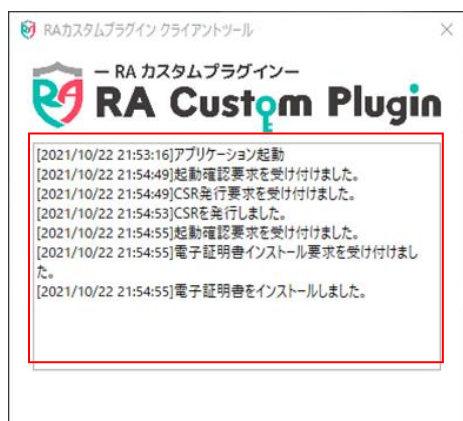 RAカスタムプラグイン クライアントツール
RA
ー RA カスタムプラグインー
RA Custom Plugin
[2021/10/22 21:53:16]アプリケーション起動
[2021/10/22 21:54:49]起動確認要求を受け付けました。
[2021/10/22 21:54:49]CSR発行要求を受け付けました。
[2021/10/22 21:54:53]CSRを発行しました。
[2021/10/22 21:54:55]起動確認要求を受け付けました。
[2021/10/22 21:54:55]電子証明書インストール要求を受け付けまし
た。
[2021/10/22 21:54:55]電子証明書をインストールしました。